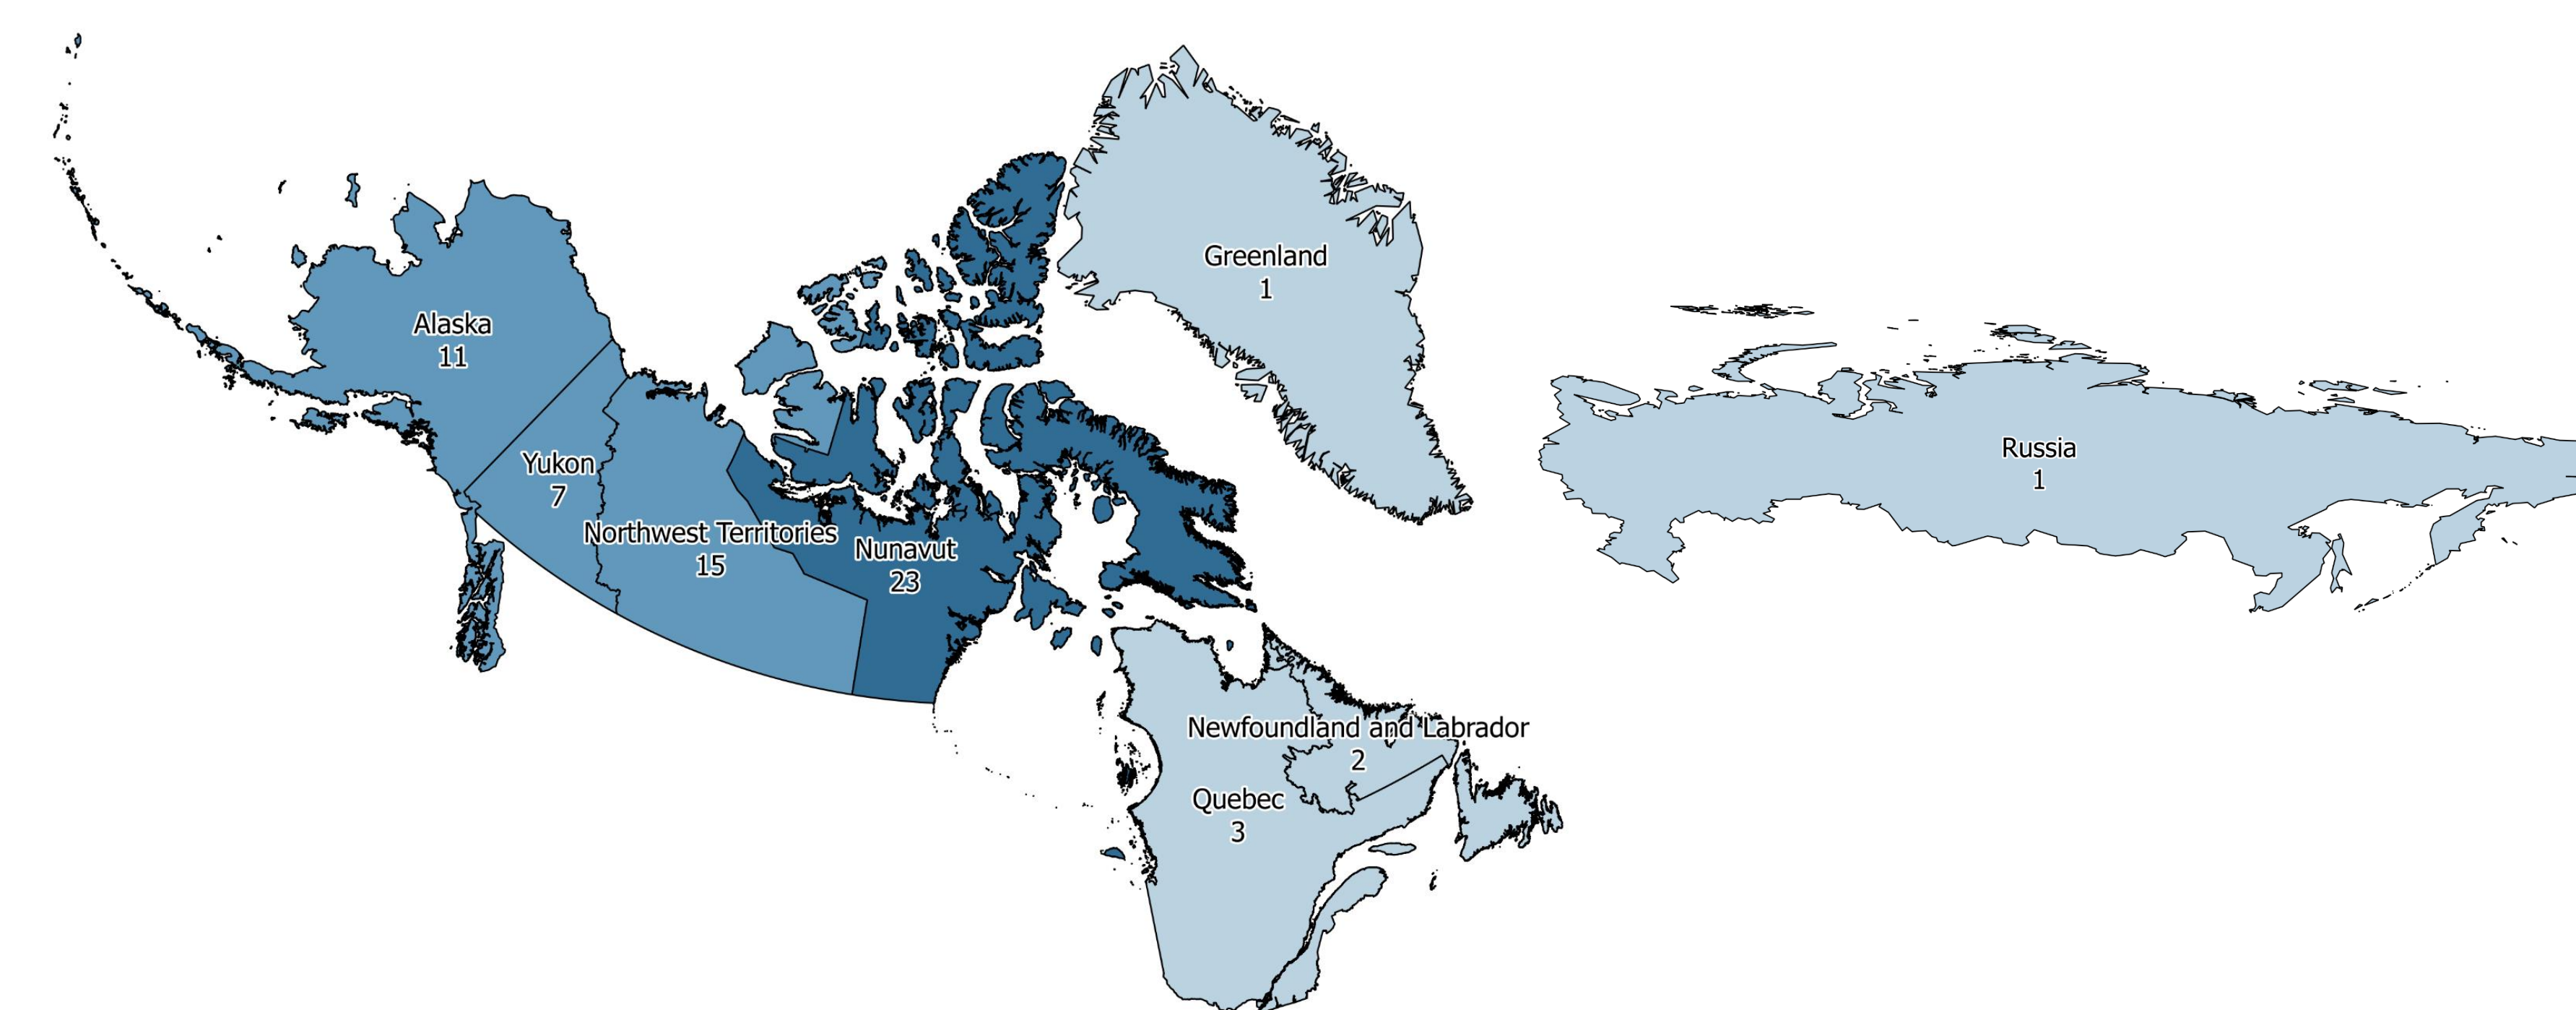 Greenland
1
Alaska
11
Russia
1
Yukon
7
Northwest Territories
15
Nunavut
23
Newfoundland and Labrador
2
Quebec
3